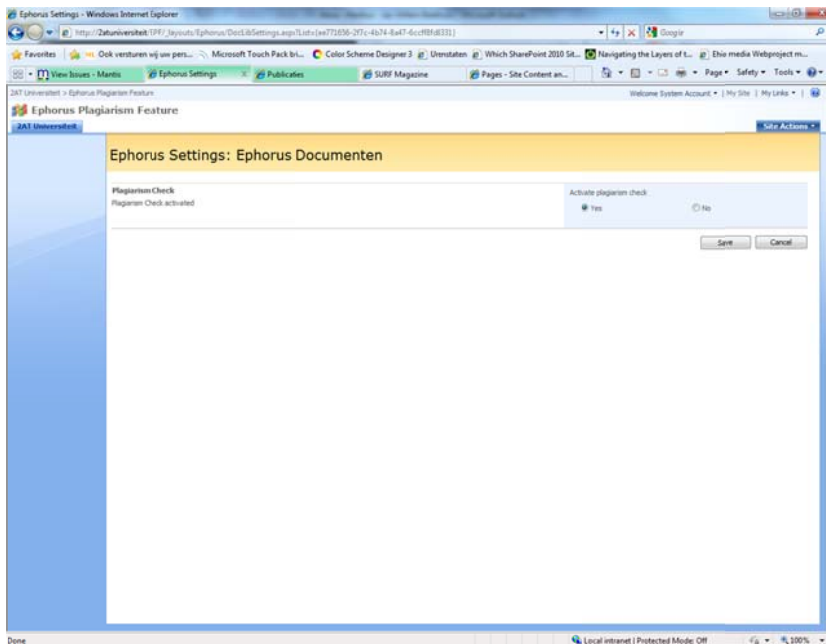 Ephorus Settings - Windows Internet Explorer
Google
Favorites Ook versturen wij uw pers... Microsoft Touch Pack bri... Color Scheme Designer 3 Urenstaten Which SharePoint 2010 Sit... Navigating the Layers of t... Ehio media Webproject m...
View Issues - Mantis Ephorus Settings Publicaties SURF Magazine Pages - Site Content an... Page Safety Tools
2AT Universiteit > Ephorus Plagiarism Feature Welcome System Account | My Site | My Links
Ephorus Plagiarism Feature
2AT Universiteit Site Actions
Ephorus Settings: Ephorus Documenten
Plagiarism Check Activate plagiarism check
Plagiarism Check activated Yes No
Save Cancel
Done Local intranet | Protected Mode: Off 100%